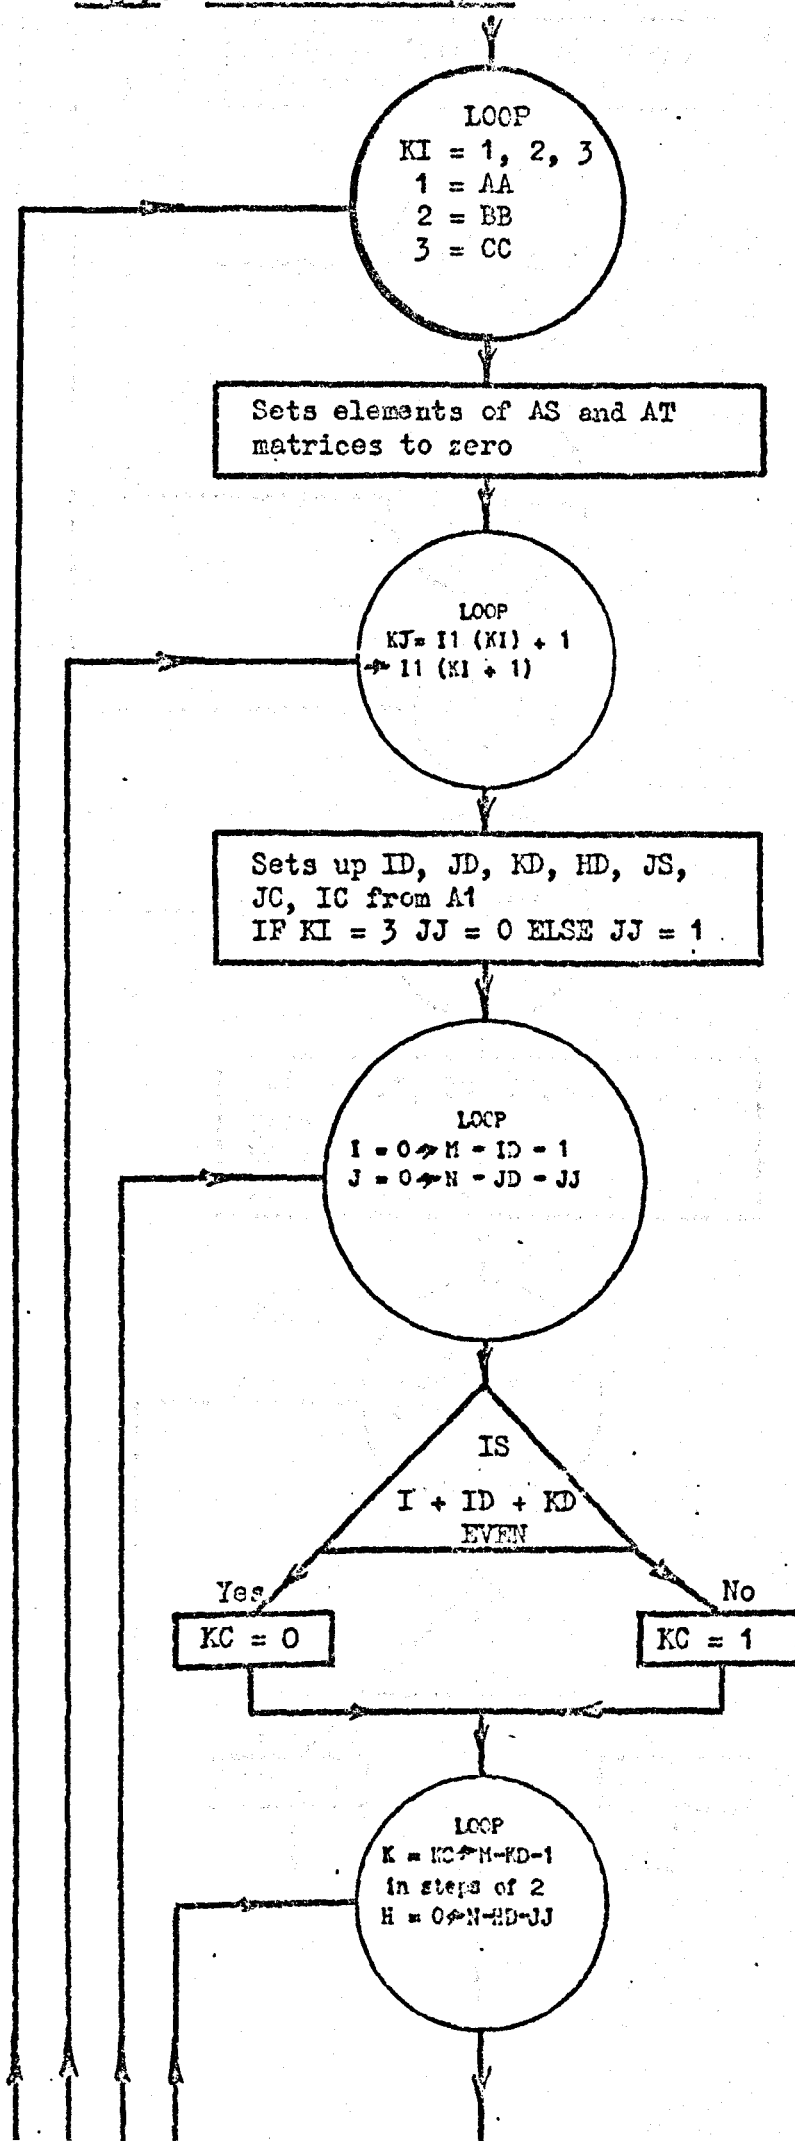 LOOP
KI = 1, 2, 3
1 = AA
2 = BB
3 = CC
Sets elements of AS and AT
matrices to zero
LOOP
KJ= I1 (KI) + 1
→ I1 (KI + 1)
Sets up ID, JD, KD, HD, JS,
JC, IC from A1
IF KI = 3 JJ = 0 ELSE JJ = 1
LOOP
I = 0 → M - ID - 1
J = 0 → N - JD - JJ
IS
I + ID + KD
EVEN
Yes
No
KC = 0
KC = 1
LOOP
K = KC → M-KD-1
in steps of 2
H = 0 → N-HD-JJ